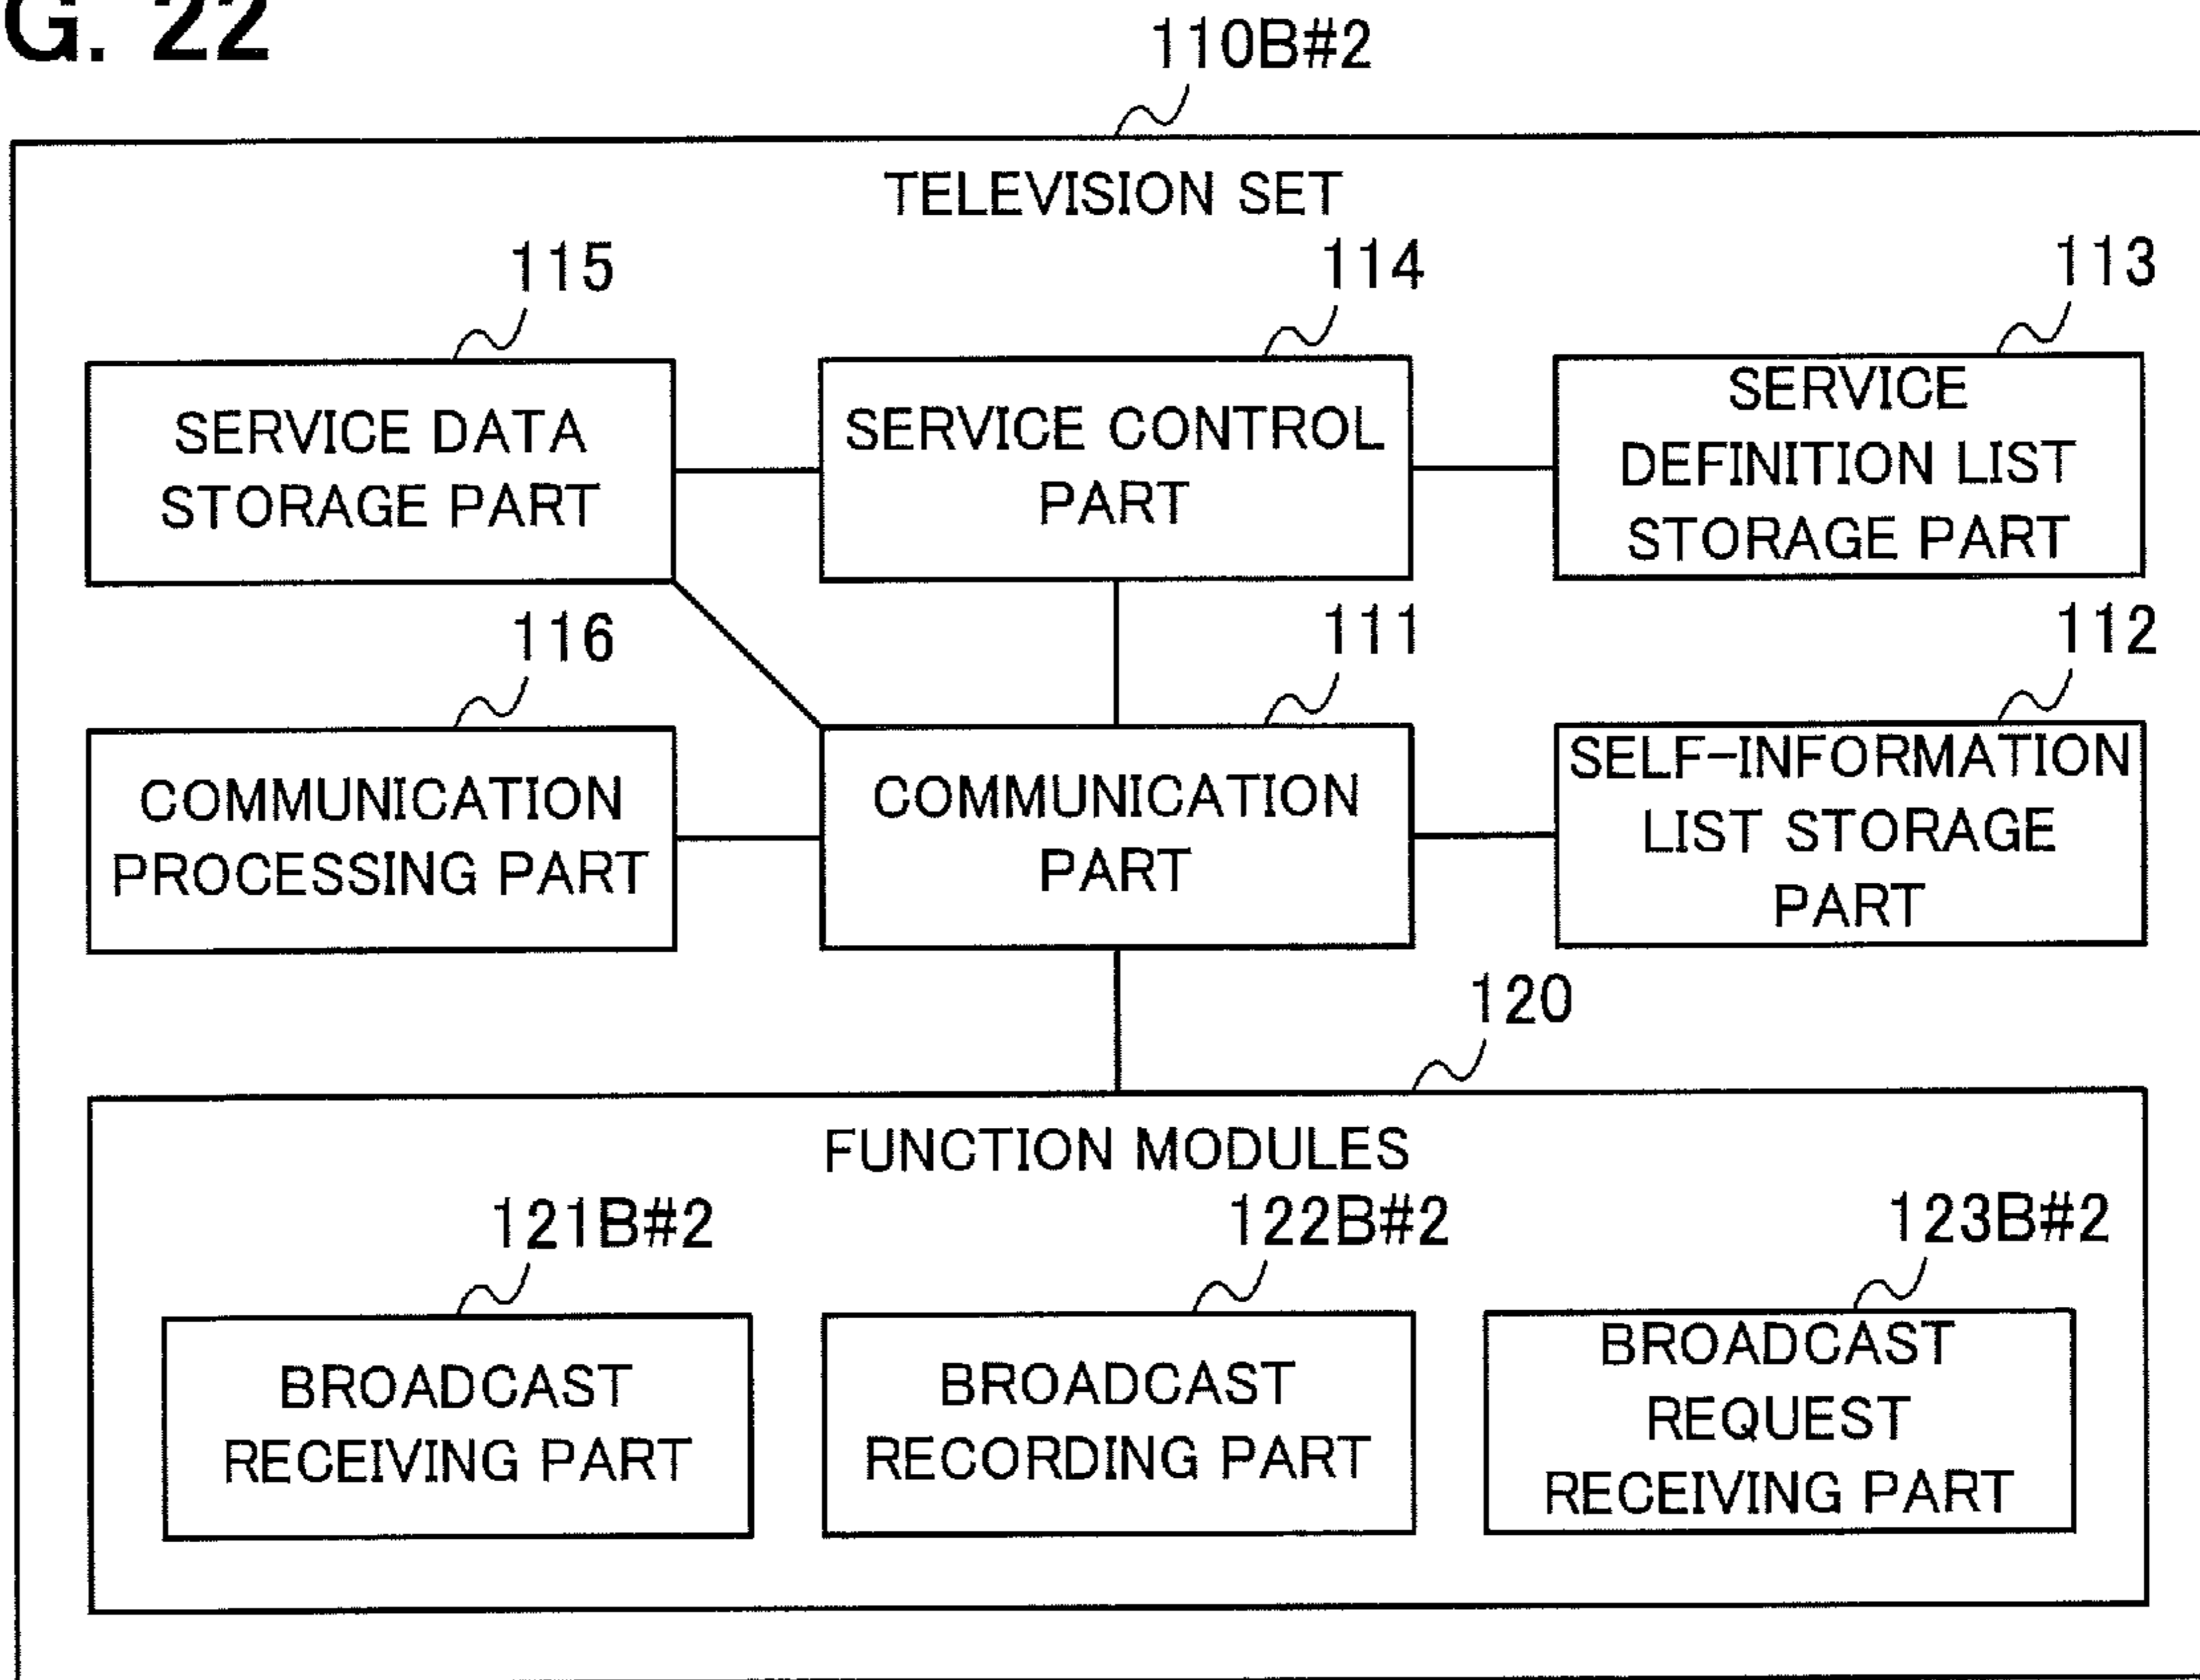 G. 22
110B#2
TELEVISION SET
115
114
113
SERVICE DATA
STORAGE PART
SERVICE CONTROL
PART
SERVICE
DEFINITION LIST
STORAGE PART
116
111
112
COMMUNICATION
PROCESSING PART
COMMUNICATION
PART
SELF-INFORMATION
LIST STORAGE
PART
120
FUNCTION MODULES
121B#2
122B#2
123B#2
BROADCAST
RECEIVING PART
BROADCAST
RECORDING PART
BROADCAST
REQUEST
RECEIVING PART